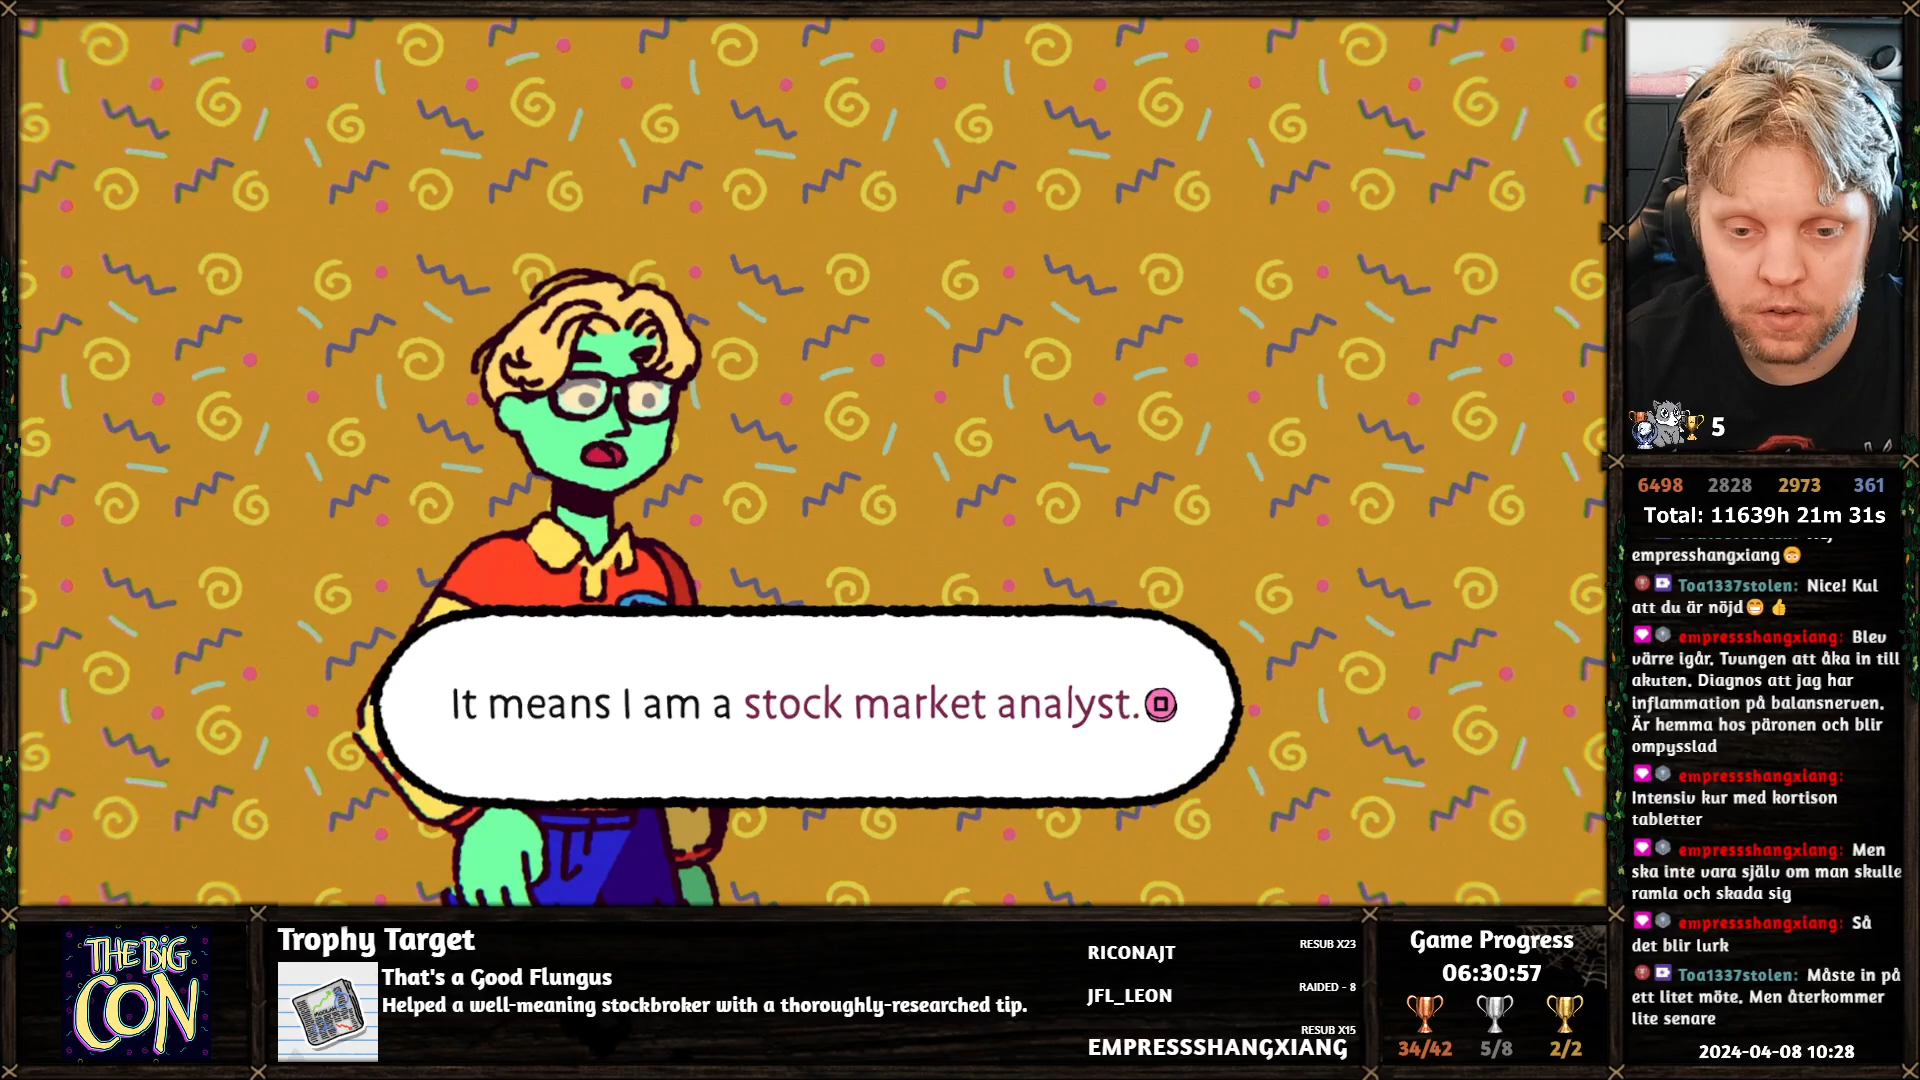 It means I am a stock market analyst.
5
6498 2828 2973 361
Total: 11639h 21m 31s
empresshangxiang
Toa1337stolen: Nice! Kul
att du är nöjd
empressshangxiang: Blev
värre igår. Tvungen att åka in till
akuten. Diagnos att jag har
inflammation på balansnerven.
Är hemma hos päronen och blir
ompysslad
empressshangxiang:
Intensiv kur med kortison
tabletter
empressshangxiang: Men
ska inte vara själv om man skulle
ramla och skada sig
empressshangxiang: Så
det blir lurk
Toa1337stolen: Måste in på
ett litet möte. Men återkommer
lite senare
2024-04-08 10:28
THE BIG
CON
Trophy Target
That's a Good Flungus
Helped a well-meaning stockbroker with a thoroughly-researched tip.
RICONAJT RESUB X23
JFL_LEON RAIDED - 8
RESUB X15
EMPRESSSHANGXIANG
Game Progress
06:30:57
34/42 5/8 2/2